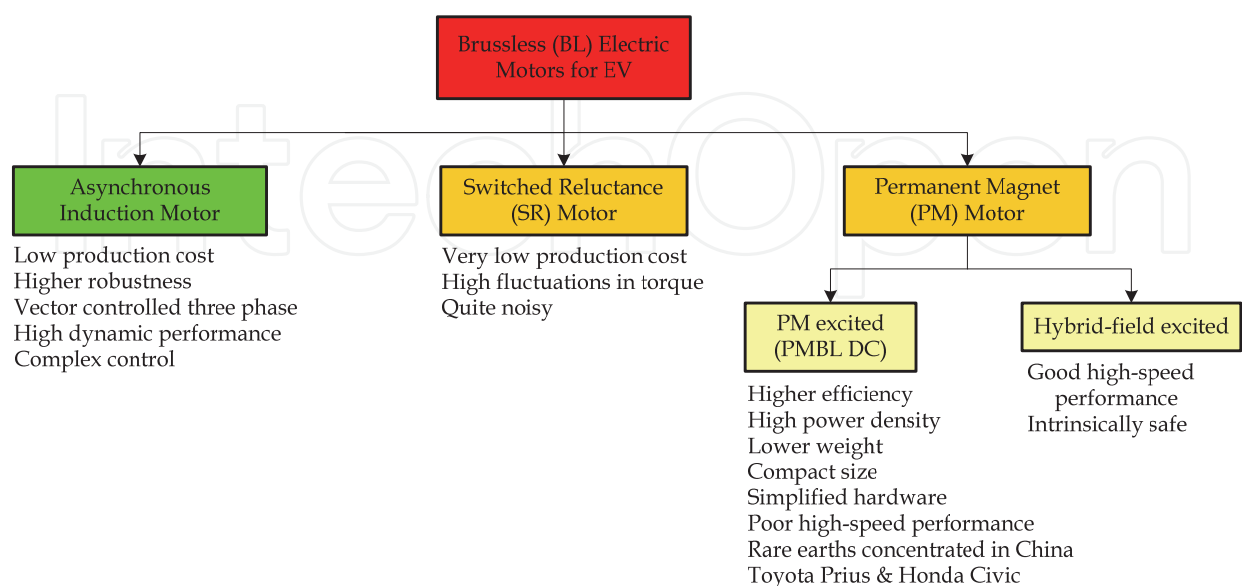 Brussless (BL) Electric
Motors for EV
IntechOpen
Asynchronous
Induction Motor
Low production cost
Higher robustness
Vector controlled three phase
High dynamic performance
Complex control
Switched Reluctance
(SR) Motor
Very low production cost
High fluctuations in torque
Quite noisy
Permanent Magnet
(PM) Motor
PM excited
(PMBL DC)
Higher efficiency
High power density
Lower weight
Compact size
Simplified hardware
Poor high-speed performance
Rare earths concentrated in China
Toyota Prius & Honda Civic
Hybrid-field excited
Good high-speed
performance
Intrinsically safe